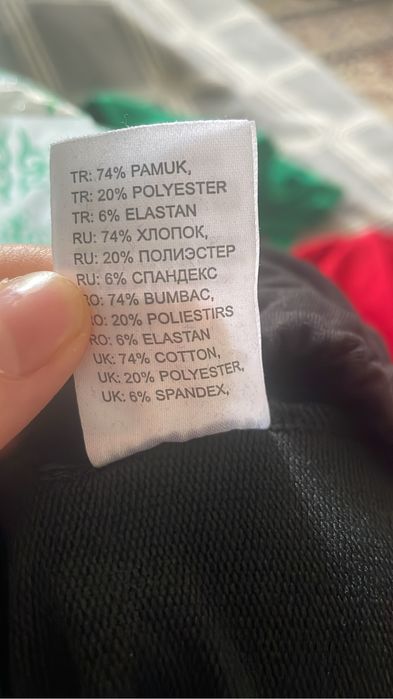 TR: 74% PAMUK,
TR: 20% POLYESTER
TR: 6% ELASTAN
RU: 74% ХЛОПОК,
RU: 20% ПОЛИЭСТЕР
RU: 6% СПАНДЕКС
RO: 74% BUMBAC,
RO: 20% POLIESTIRS
RO: 6% ELASTAN
UK: 74% COTTON,
UK: 20% POLYESTER,
UK: 6% SPANDEX,